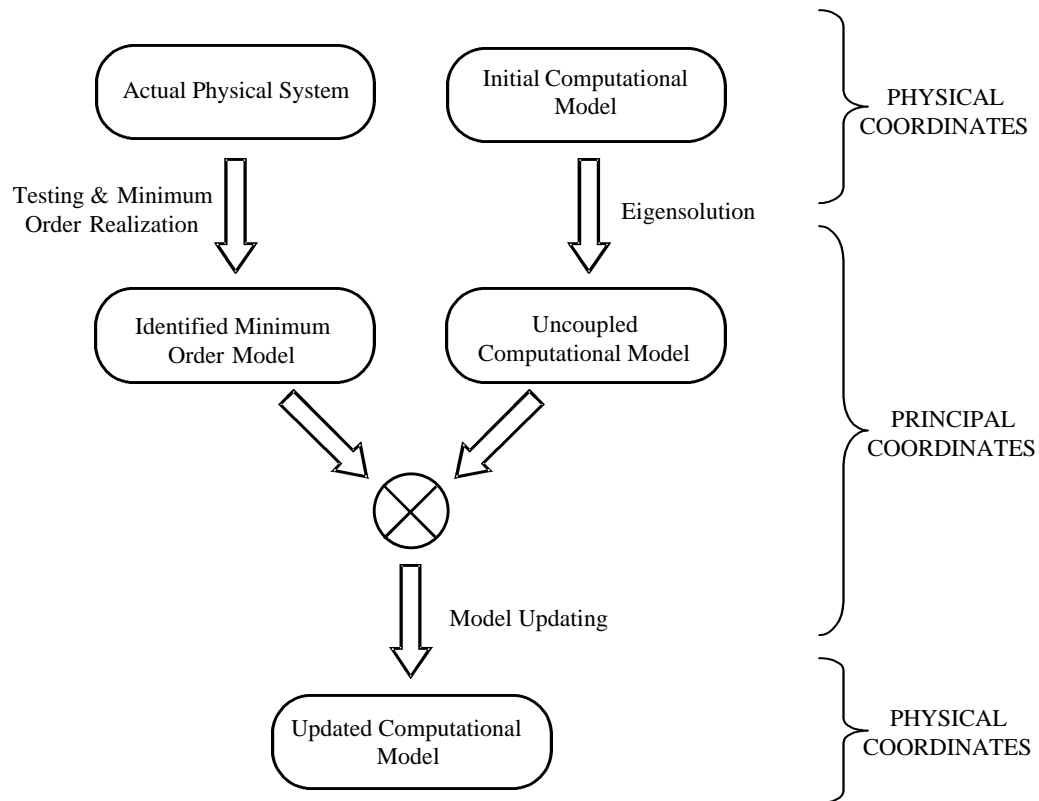 Actual Physical System
Initial Computational
Model
PHYSICAL
COORDINATES
Testing & Minimum
Order Realization
Eigensolution
Identified Minimum
Order Model
Uncoupled
Computational Model
PRINCIPAL
COORDINATES
Model Updating
Updated Computational
Model
PHYSICAL
COORDINATES